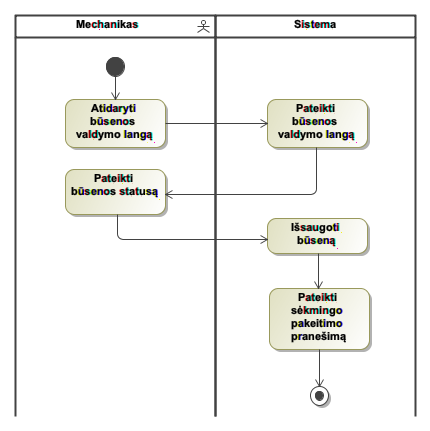 Mechanikas
Sistema
Atidaryti
būsenos
valdymo langą
Pateikti
būsenos
valdymo langą
Pateikti
būsenos statusą
Išsaugoti
būseną
Pateikti
sėkmingo
pakeitimo
pranešimą